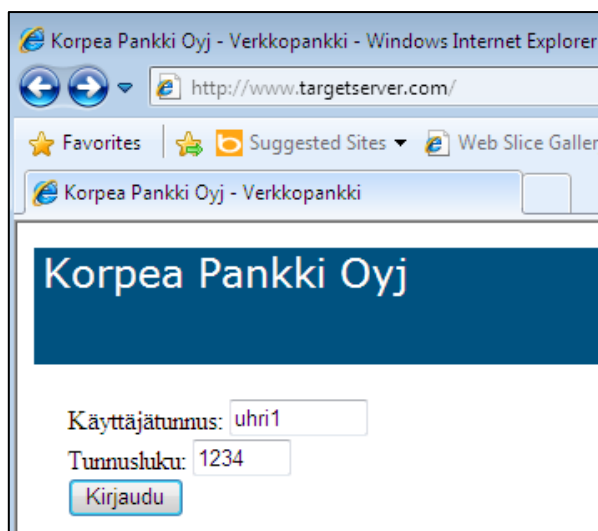 Korpea Pankki Oyj - Verkkopankki - Windows Internet Explorer
http://www.targetserver.com/
Favorites Suggested Sites Web Slice Galler
Korpea Pankki Oyj - Verkkopankki
Korpea Pankki Oyj
Käyttäjätunnus: uhri1
Tunnusluku: 1234
Kirjaudu